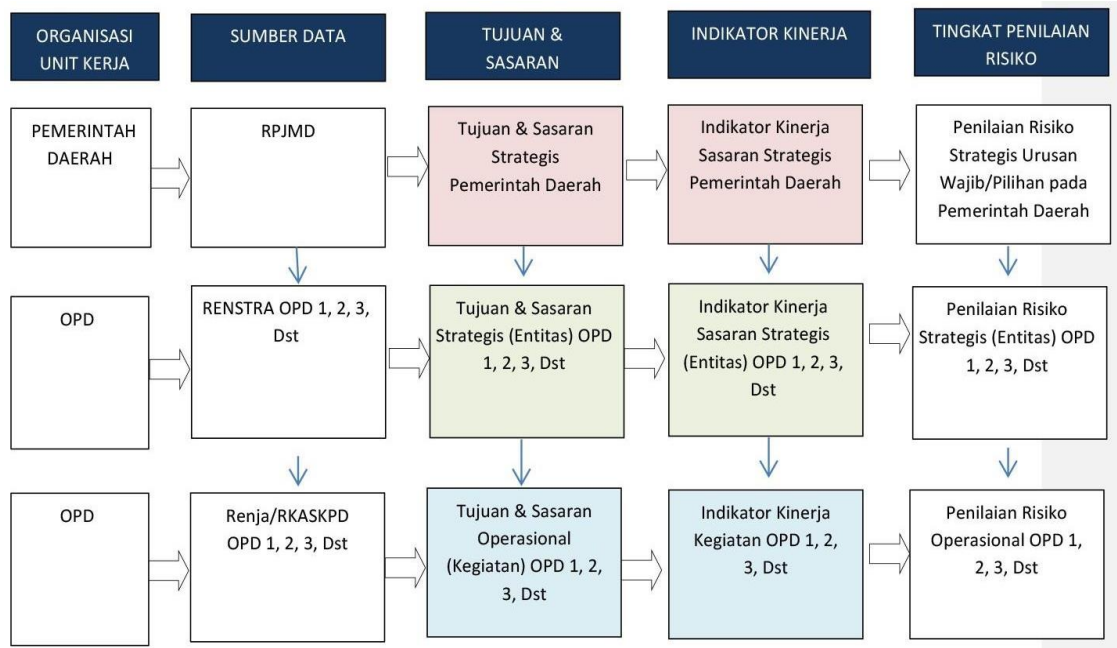 ORGANISASI
UNIT KERJA
SUMBER DATA
TUJUAN &
SASARAN
INDIKATOR KINERJA
TINGKAT PENILAIAN
RISIKO
PEMERINTAH
DAERAH
RPJMD
Tujuan & Sasaran
Strategis
Pemerintah Daerah
Indikator Kinerja
Sasaran Strategis
Pemerintah Daerah
Penilaian Risiko
Strategis Urusan
Wajib/Pilihan pada
Pemerintah Daerah
OPD
RENSTRA OPD 1, 2, 3,
Dst
Tujuan & Sasaran
Strategis (Entitas) OPD
1, 2, 3, Dst
Indikator Kinerja
Sasaran Strategis
(Entitas) OPD 1, 2, 3,
Dst
Penilaian Risiko
Strategis (Entitas) OPD
1, 2, 3, Dst
OPD
Renja/RKASKPD
OPD 1, 2, 3, Dst
Tujuan & Sasaran
Operasional
(Kegiatan) OPD 1, 2,
3, Dst
Indikator Kinerja
Kegiatan OPD 1, 2,
3, Dst
Penilaian Risiko
Operasional OPD 1,
2, 3, Dst